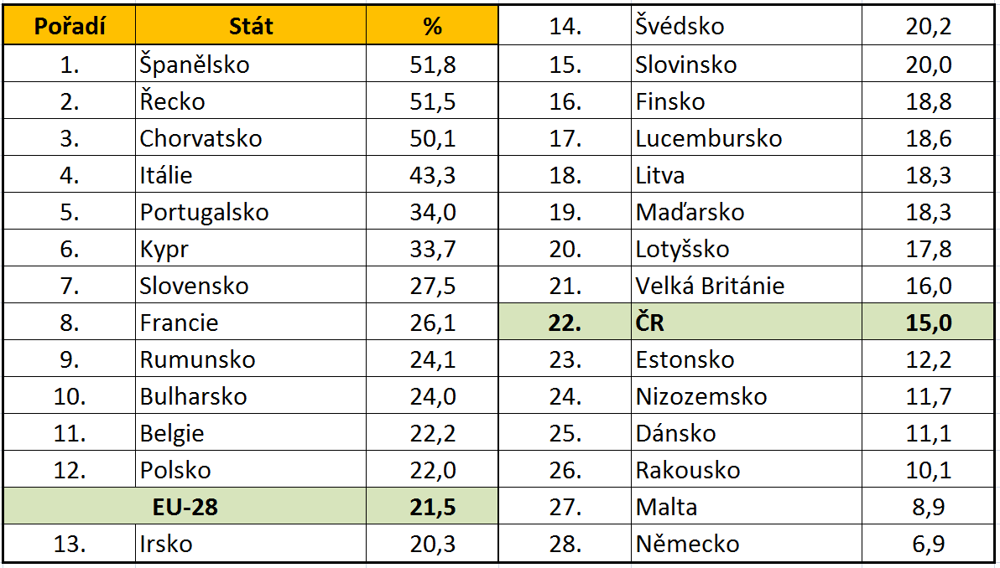 Pořadí Stát %
1. Španělsko 51,8
2. Řecko 51,5
3. Chorvatsko 50,1
4. Itálie 43,3
5. Portugalsko 34,0
6. Kypr 33,7
7. Slovensko 27,5
8. Francie 26,1
9. Rumunsko 24,1
10. Bulharsko 24,0
11. Belgie 22,2
12. Polsko 22,0
EU-28 21,5
13. Irsko 20,3
14. Švédsko 20,2
15. Slovinsko 20,0
16. Finsko 18,8
17. Lucembursko 18,6
18. Litva 18,3
19. Maďarsko 18,3
20. Lotyšsko 17,8
21. Velká Británie 16,0
22. ČR 15,0
23. Estonsko 12,2
24. Nizozemsko 11,7
25. Dánsko 11,1
26. Rakousko 10,1
27. Malta 8,9
28. Německo 6,9